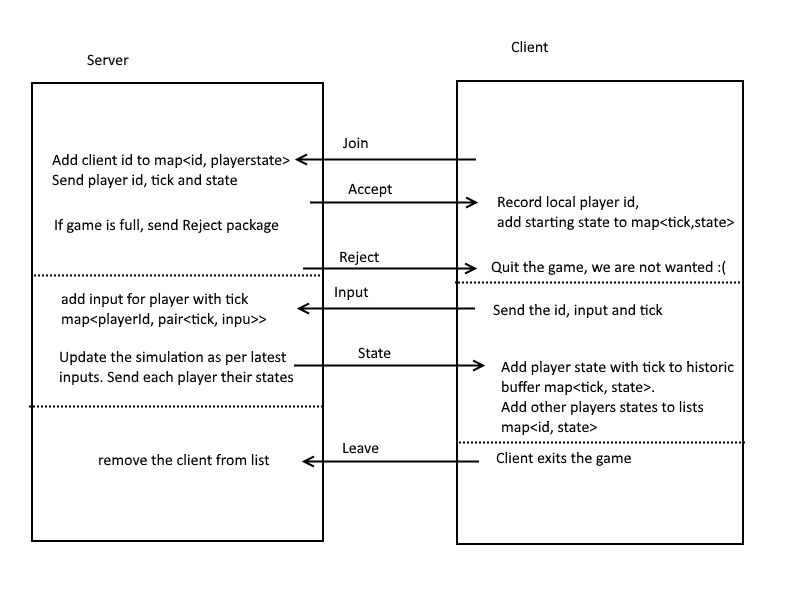 Server
Client
Join
Add client id to map<id, playerstate>
Send player id, tick and state
Accept
Record local player id,
add starting state to map<tick,state>
If game is full, send Reject package
Reject
Quit the game, we are not wanted :(
Input
add input for player with tick
map<playerId, pair<tick, inpu>>
Send the id, input and tick
State
Update the simulation as per latest
inputs. Send each player their states
Add player state with tick to historic
buffer map<tick, state>.
Add other players states to lists
map<id, state>
Leave
remove the client from list
Client exits the game